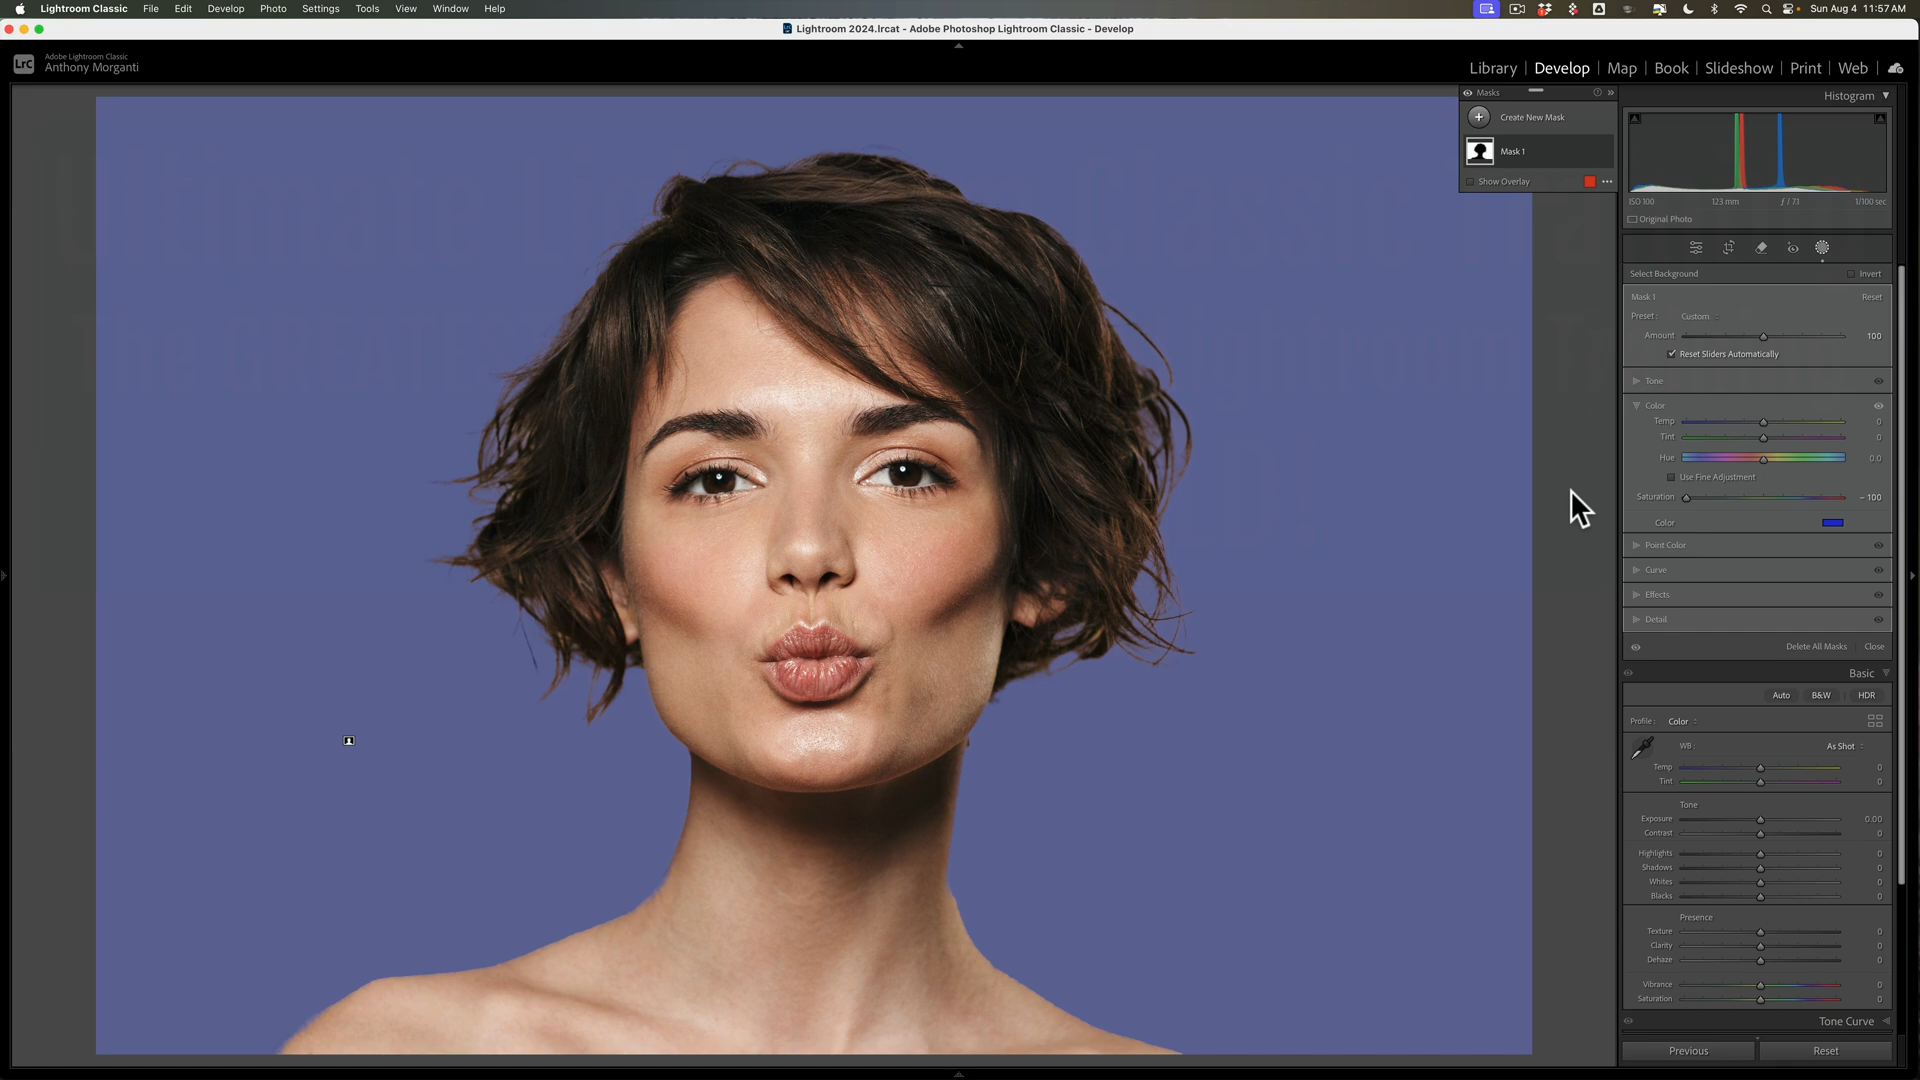 Lightroom Classic File Edit Develop Photo Settings Tools View Window Help Sun Aug 4 11:57 AM
Lightroom 2024.lrcat - Adobe Photoshop Lightroom Classic - Develop
LrC
Adobe Lightroom Classic
Anthony Morganti
Library | Develop | Map | Book | Slideshow | Print | Web
Masks
Create New Mask
Mask 1
Show Overlay
Histogram
ISO 100 123 mm ƒ / 7.1 1/100 sec
Original Photo
Select Background Invert
Mask 1 Reset
Preset : Custom
Amount 100
Reset Sliders Automatically
Tone
Color
Temp 0
Tint 0
Hue 0.0
Use Fine Adjustment
Saturation – 100
Color
Point Color
Curve
Effects
Detail
Delete All Masks Close
Basic
Auto B&W HDR
Profile : Color
WB : As Shot
Temp 0
Tint 0
Tone
Exposure 0.00
Contrast 0
Highlights 0
Shadows 0
Whites 0
Blacks 0
Presence
Texture 0
Clarity 0
Dehaze 0
Vibrance 0
Saturation 0
Tone Curve
Previous Reset